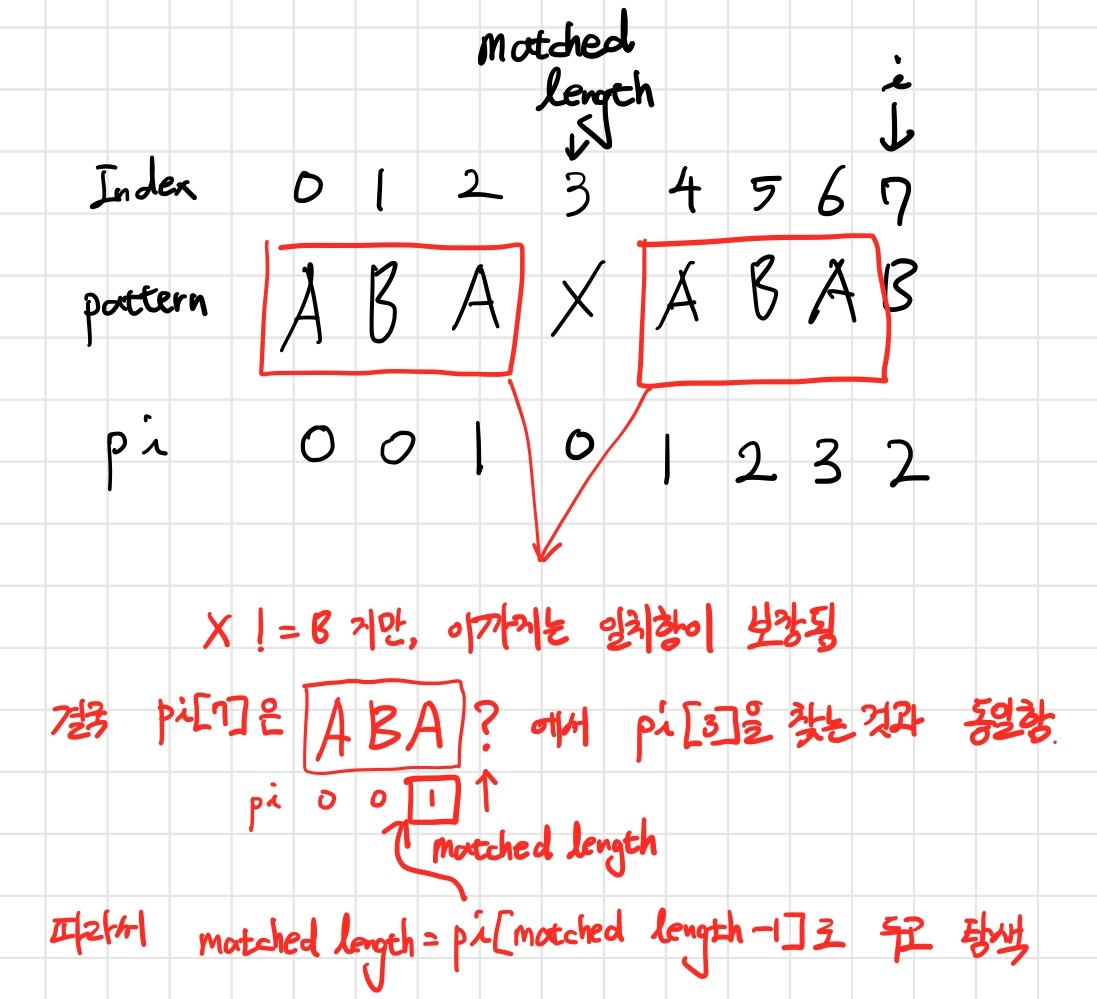 matched
length
i
Index 0 1 2 3 4 5 6 7
pattern A B A X A B A B
pi 0 0 1 0 1 2 3 2
X != B 지만, 이까지는 일치함이 보장됨
결국 pi[7]은 ABA? 에서 pi[3]을 찾는것과 동일함.
pi 0 0 1
matched length
따라서 matched length = pi[matched length-1]로 두고 탐색